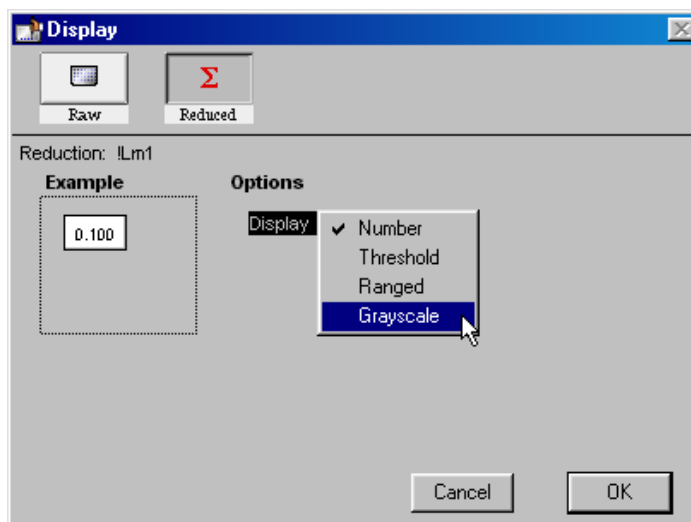 Display
Σ
Raw Reduced
Reduction: !Lm1
Example Options
0.100 Display ✔ Number
Threshold
Ranged
Grayscale
Cancel OK